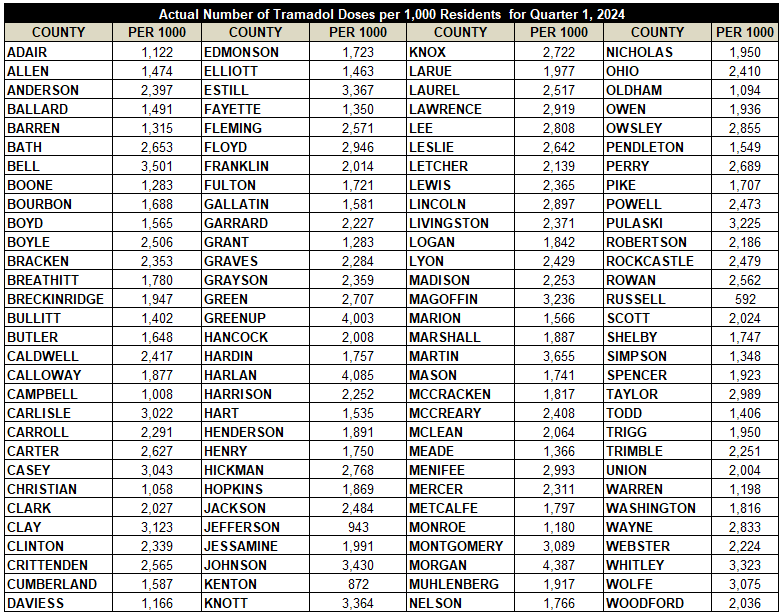 Actual Number of Tramadol Doses per 1,000 Residents  for Quarter 1, 2024
COUNTY PER 1000 COUNTY PER 1000 COUNTY PER 1000 COUNTY PER 1000
ADAIR 1,122 EDMONSON 1,723 KNOX 2,722 NICHOLAS 1,950
ALLEN 1,474 ELLIOTT 1,463 LARUE 1,977 OHIO 2,410
ANDERSON 2,397 ESTILL 3,367 LAUREL 2,517 OLDHAM 1,094
BALLARD 1,491 FAYETTE 1,350 LAWRENCE 2,919 OWEN 1,936
BARREN 1,315 FLEMING 2,571 LEE 2,808 OWSLEY 2,855
BATH 2,653 FLOYD 2,946 LESLIE 2,642 PENDLETON 1,549
BELL 3,501 FRANKLIN 2,014 LETCHER 2,139 PERRY 2,689
BOONE 1,283 FULTON 1,721 LEWIS 2,365 PIKE 1,707
BOURBON 1,688 GALLATIN 1,581 LINCOLN 2,897 POWELL 2,473
BOYD 1,565 GARRARD 2,227 LIVINGSTON 2,371 PULASKI 3,225
BOYLE 2,506 GRANT 1,283 LOGAN 1,842 ROBERTSON 2,186
BRACKEN 2,353 GRAVES 2,284 LYON 2,429 ROCKCASTLE 2,479
BREATHITT 1,780 GRAYSON 2,359 MADISON 2,253 ROWAN 2,562
BRECKINRIDGE 1,947 GREEN 2,707 MAGOFFIN 3,236 RUSSELL 592
BULLITT 1,402 GREENUP 4,003 MARION 1,566 SCOTT 2,024
BUTLER 1,648 HANCOCK 2,008 MARSHALL 1,887 SHELBY 1,747
CALDWELL 2,417 HARDIN 1,757 MARTIN 3,655 SIMPSON 1,348
CALLOWAY 1,877 HARLAN 4,085 MASON 1,741 SPENCER 1,923
CAMPBELL 1,008 HARRISON 2,252 MCCRACKEN 1,817 TAYLOR 2,989
CARLISLE 3,022 HART 1,535 MCCREARY 2,408 TODD 1,406
CARROLL 2,291 HENDERSON 1,891 MCLEAN 2,064 TRIGG 1,950
CARTER 2,627 HENRY 1,750 MEADE 1,366 TRIMBLE 2,251
CASEY 3,043 HICKMAN 2,768 MENIFEE 2,993 UNION 2,004
CHRISTIAN 1,058 HOPKINS 1,869 MERCER 2,311 WARREN 1,198
CLARK 2,027 JACKSON 2,484 METCALFE 1,797 WASHINGTON 1,816
CLAY 3,123 JEFFERSON 943 MONROE 1,180 WAYNE 2,833
CLINTON 2,339 JESSAMINE 1,991 MONTGOMERY 3,089 WEBSTER 2,224
CRITTENDEN 2,565 JOHNSON 3,430 MORGAN 4,387 WHITLEY 3,323
CUMBERLAND 1,587 KENTON 872 MUHLENBERG 1,917 WOLFE 3,075
DAVIESS 1,166 KNOTT 3,364 NELSON 1,766 WOODFORD 2,036